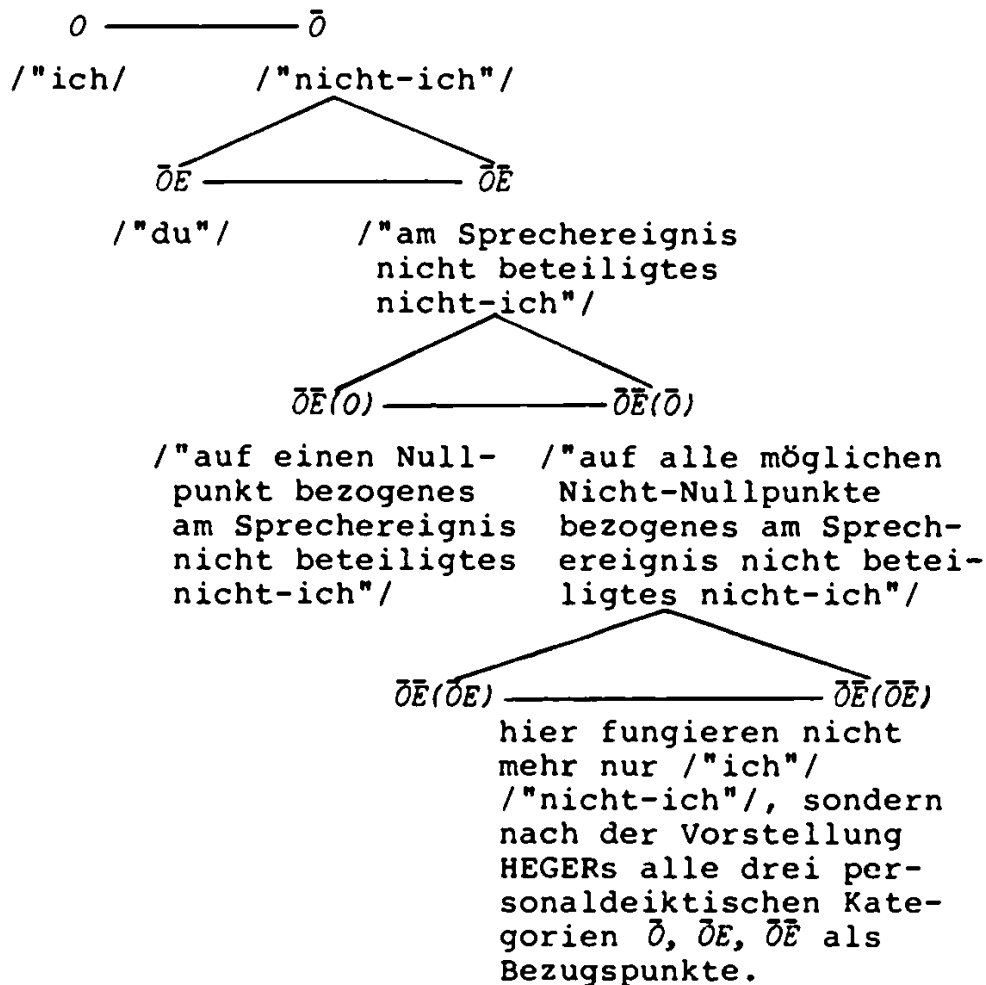 O ——— Ō
/"ich/ /"nicht-ich"/
ŌE ——— ŌĒ
/"du"/ /"am Sprechereignis
nicht beteiligtes
nicht-ich"/
ŌĒ(O) ——— ŌĒ(Ō)
/"auf einen Null- /"auf alle möglichen
punkt bezogenes Nicht-Nullpunkte
am Sprechereignis bezogenes am Sprech-
nicht beteiligtes ereignis nicht betei-
nicht-ich"/ ligtes nicht-ich"/
ŌĒ(ŌE) ——— ŌĒ(ŌĒ)
hier fungieren nicht
mehr nur /"ich"/
/"nicht-ich"/, sondern
nach der Vorstellung
HEGERs alle drei per-
sonaldeiktischen Kate-
gorien Ō, ŌE, ŌĒ als
Bezugspunkte.